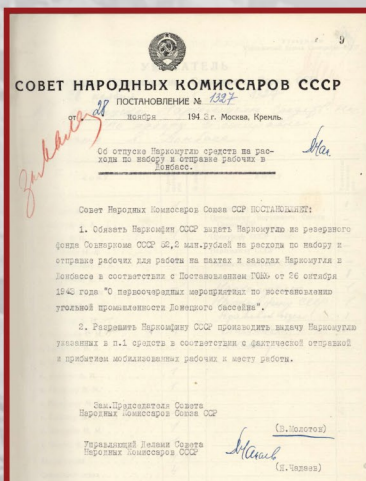 9
СОВЕТ НАРОДНЫХ КОМИССАРОВ СССР
ПОСТАНОВЛЕНИЕ № 1327
от 28 ноября 1943 г. Москва, Кремль.
Об отпуске Наркомуглю средств на рас-
ходы по набору и отправке рабочих в
Донбасс.
Совет Народных Комиссаров Союза ССР ПОСТАНОВЛЯЕТ:
1. Обязать Наркомфин СССР выдать Наркомуглю из резервного
фонда Совнаркома СССР 52,2 млн.рублей на расходы по набору и
отправке рабочих для работы на шахтах и заводах Наркомугля в
Донбассе в соответствии с Постановлением ГОКО от 26 октября
1943 года "О первоочередных мероприятиях по восстановлению
угольной промышленности Донецкого бассейна".
2. Разрешить Наркомфину СССР производить выдачу Наркомуглю
указанных в п.1 средств в соответствии с фактической отправкой
и прибытием мобилизованных рабочих к месту работы.
Зам.Председателя Совета
Народных Комиссаров Союза ССР
(В.Молотов)
Управляющий Делами Совета
Народных Комиссаров СССР
(Я.Чадаев)